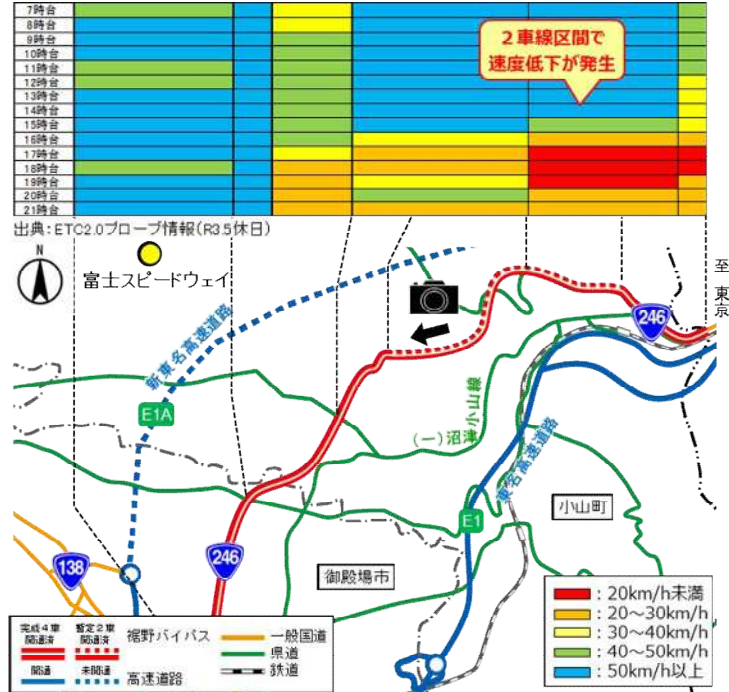 7時台
8時台
9時台
10時台
11時台
12時台
13時台
14時台
15時台
16時台
17時台
18時台
19時台
20時台
21時台
2車線区間で
速度低下が発生
出典:ETC2.0プローブ情報(R3.5休日)
N
富士スピードウェイ
至 東京
246
新東名高速道路
E1A
(一)沼津小山線
東名高速道路
E1
小山町
138
246
御殿場市
完成4車
開通済
暫定2車
開通済
裾野バイパス
一般国道
県道
開通
未開通
高速道路
鉄道
:20km/h未満
:20~30km/h
:30~40km/h
:40~50km/h
:50km/h以上